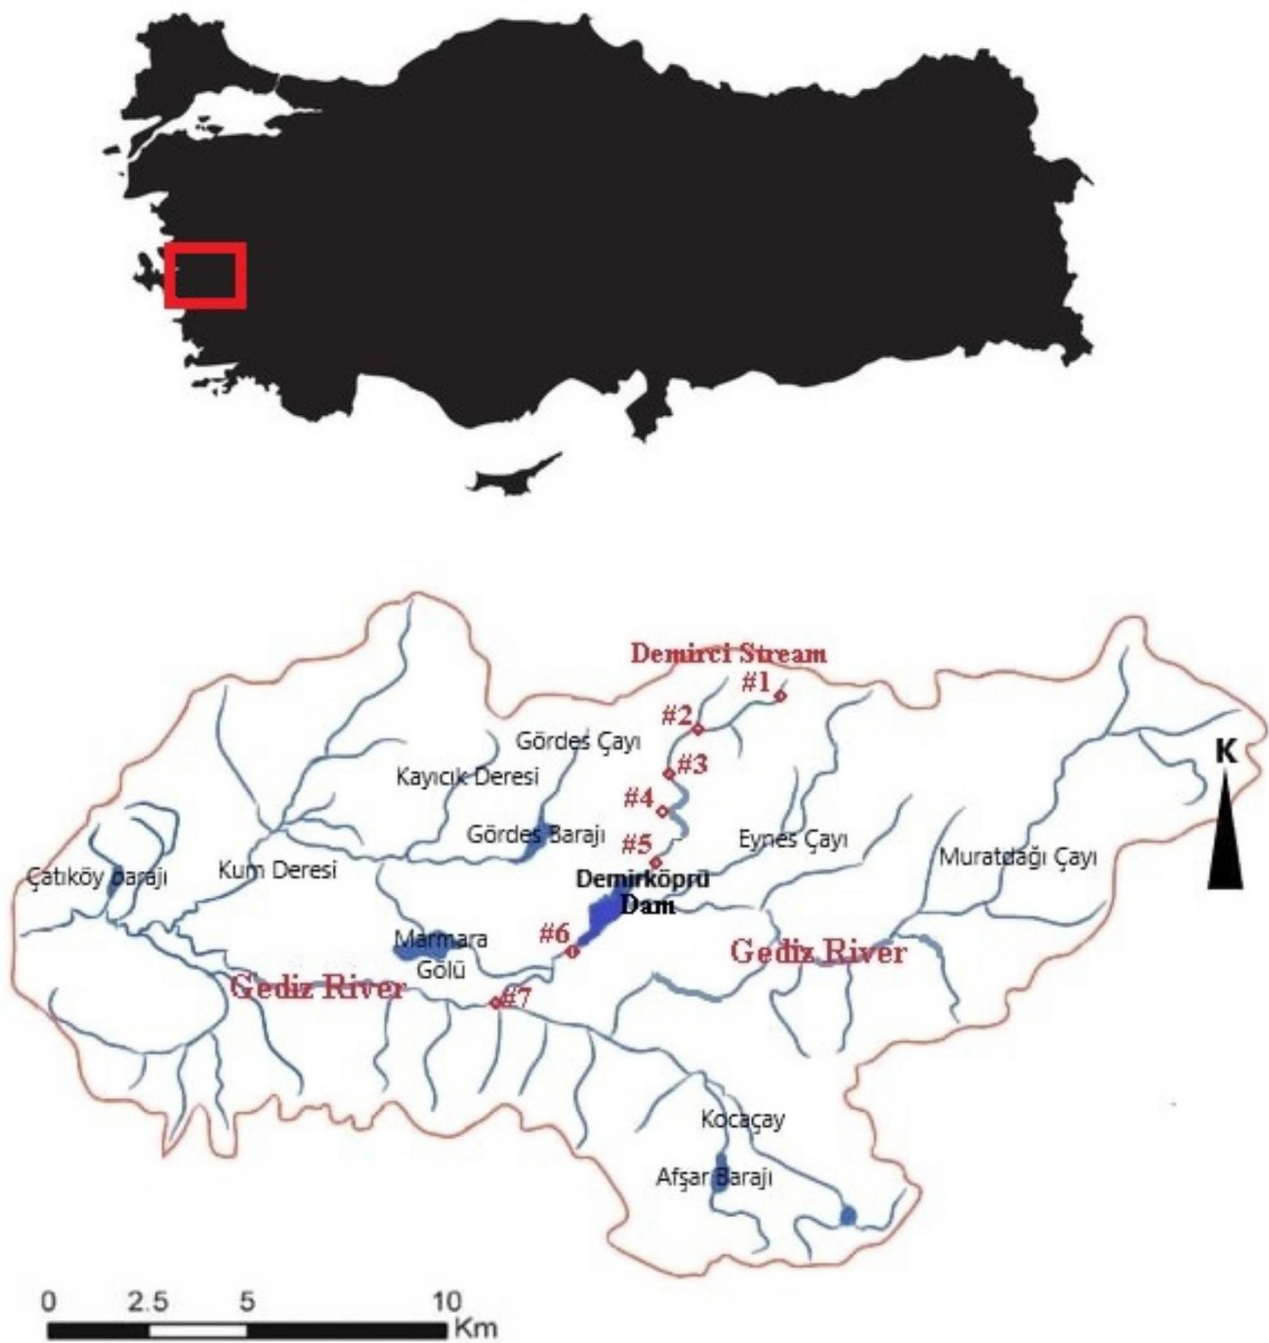 Demirci Stream
#1
#2
Gördes Çayı
K
#3
Kayıcık Deresi
#4
Gördes Barajı
Eynes Çayı
#5
Muratdağı Çayı
Kum Deresi
Çatıköy barajı
Demirköprü
Dam
#6
Marmara
Gölü
Gediz River
Gediz River
#7
Kocaçay
Afşar Barajı
0 2.5 5 10
Km